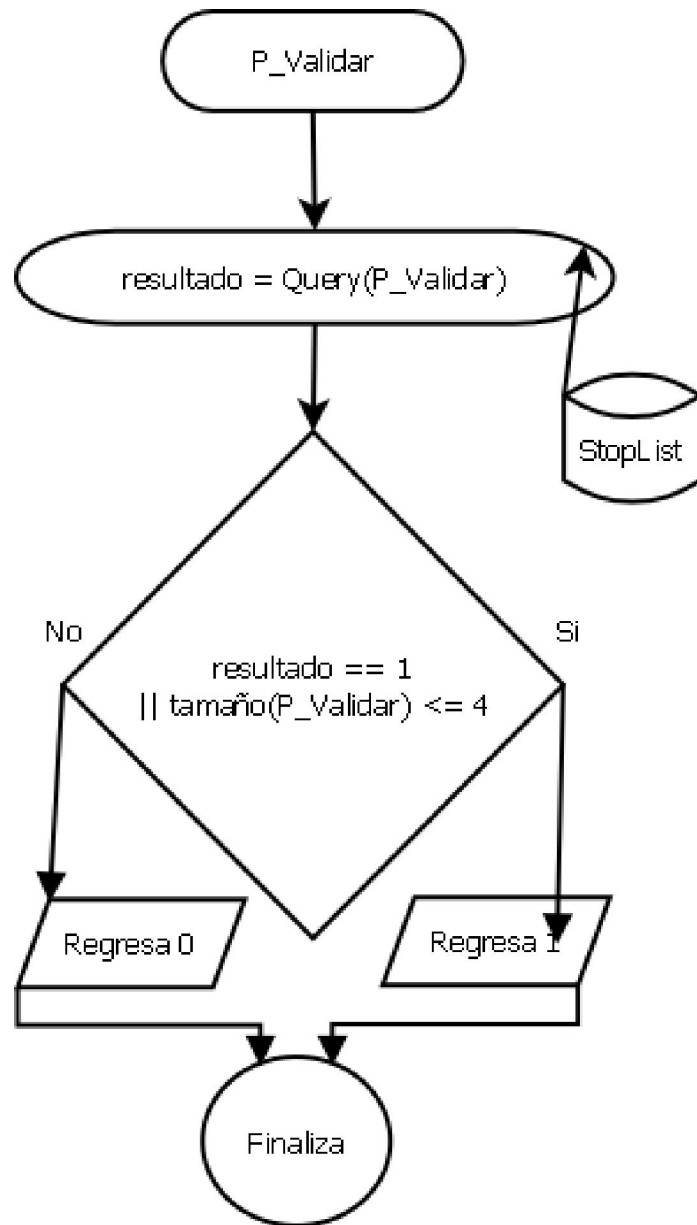 P_Validar
resultado = Query(P_Validar)
StopList
No
Si
resultado == 1
|| tamaño(P_Validar) <= 4
Regresa 0
Regresa 1
Finaliza